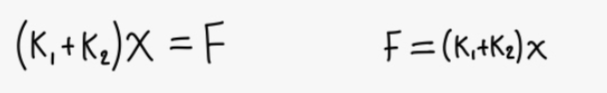 (K₁+K₂)x = F
F = (K₁+K₂)x